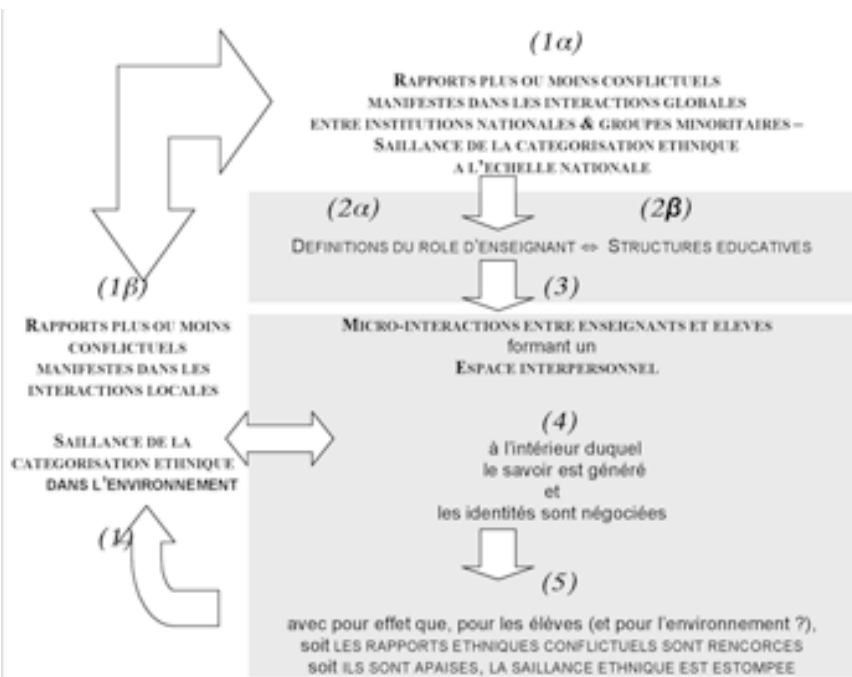 (1α)
RAPPORTS PLUS OU MOINS CONFLICTUELS
MANIFESTES DANS LES INTERACTIONS GLOBALES
ENTRE INSTITUTIONS NATIONALES & GROUPES MINORITAIRES –
SAILLANCE DE LA CATEGORISATION ETHNIQUE
A L'ECHELLE NATIONALE
(2α) (2β)
DEFINITIONS DU ROLE D'ENSEIGNANT ⇔ STRUCTURES EDUCATIVES
(3)
MICRO-INTERACTIONS ENTRE ENSEIGNANTS ET ELEVES
formant un
ESPACE INTERPERSONNEL
(1β)
RAPPORTS PLUS OU MOINS
CONFLICTUELS
MANIFESTES DANS LES
INTERACTIONS LOCALES
SAILLANCE DE LA
CATEGORISATION ETHNIQUE
DANS L'ENVIRONNEMENT
(4)
à l'intérieur duquel
le savoir est généré
et
les identités sont négociées
(5)
avec pour effet que, pour les élèves (et pour l'environnement ?),
soit LES RAPPORTS ETHNIQUES CONFLICTUELS SONT RENCORCES
soit ILS SONT APAISES, LA SAILLANCE ETHNIQUE EST ESTOMPEE